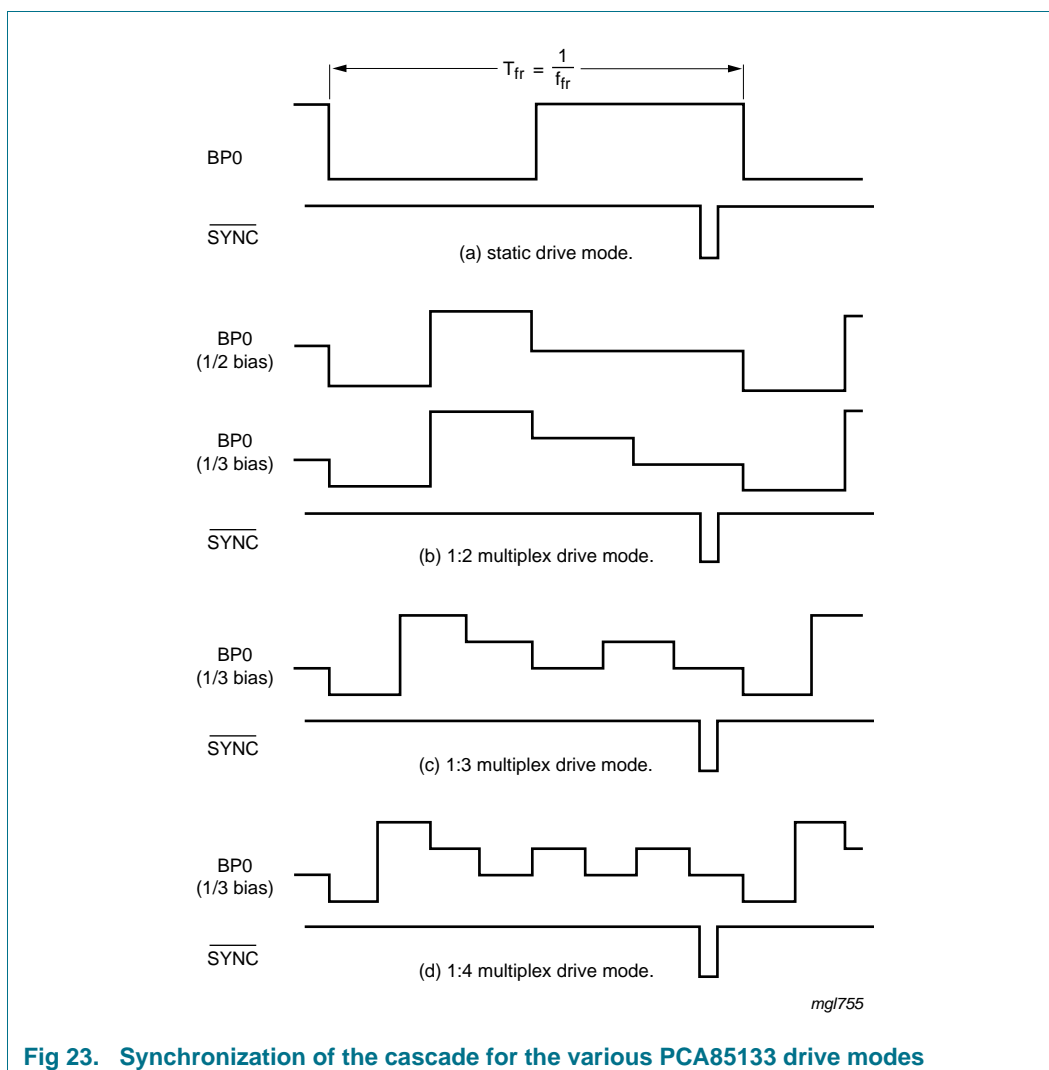 T_fr = 1/f_fr
BP0
SYNC
(a) static drive mode.
BP0
(1/2 bias)
BP0
(1/3 bias)
SYNC
(b) 1:2 multiplex drive mode.
BP0
(1/3 bias)
SYNC
(c) 1:3 multiplex drive mode.
BP0
(1/3 bias)
SYNC
(d) 1:4 multiplex drive mode.
mgl755
Fig 23. Synchronization of the cascade for the various PCA85133 drive modes